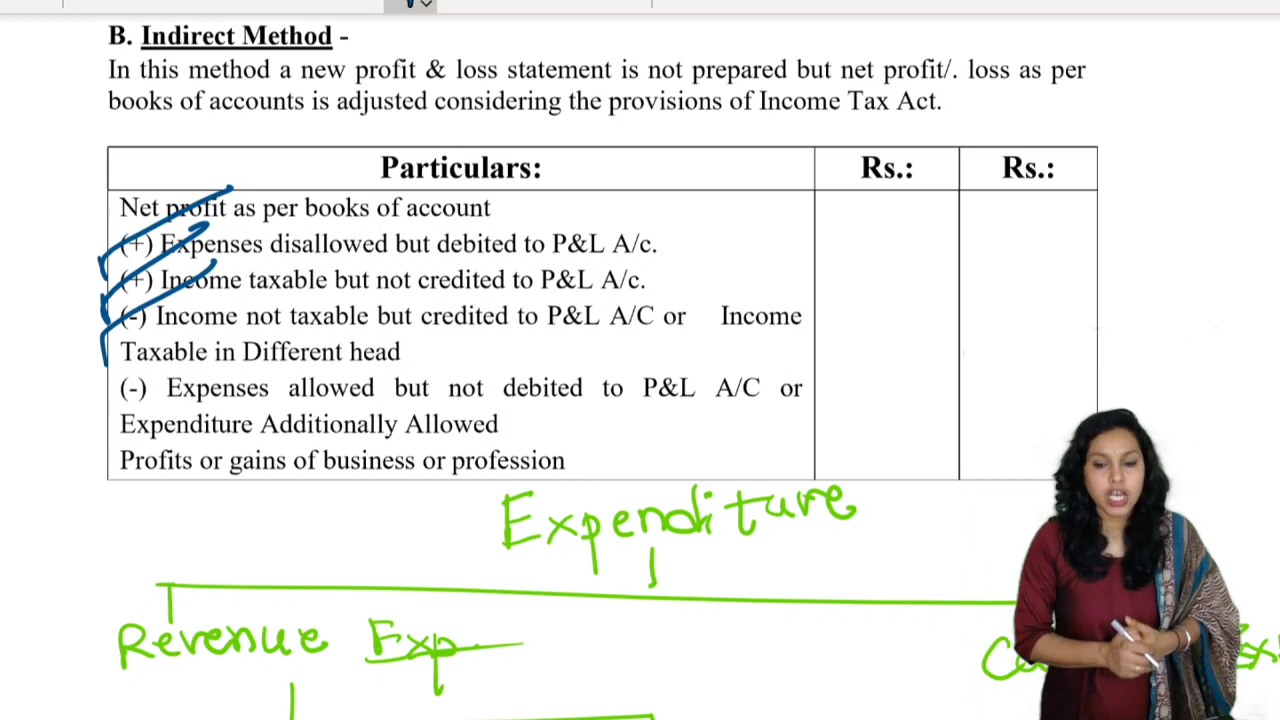 B. Indirect Method -
In this method a new profit & loss statement is not prepared but net profit/. loss as per
books of accounts is adjusted considering the provisions of Income Tax Act.
Particulars: Rs.: Rs.:
Net profit as per books of account
(+) Expenses disallowed but debited to P&L A/c.
(+) Income taxable but not credited to P&L A/c.
(-) Income not taxable but credited to P&L A/C or Income
Taxable in Different head
(-) Expenses allowed but not debited to P&L A/C or
Expenditure Additionally Allowed
Profits or gains of business or profession
Expenditure
Revenue Exp